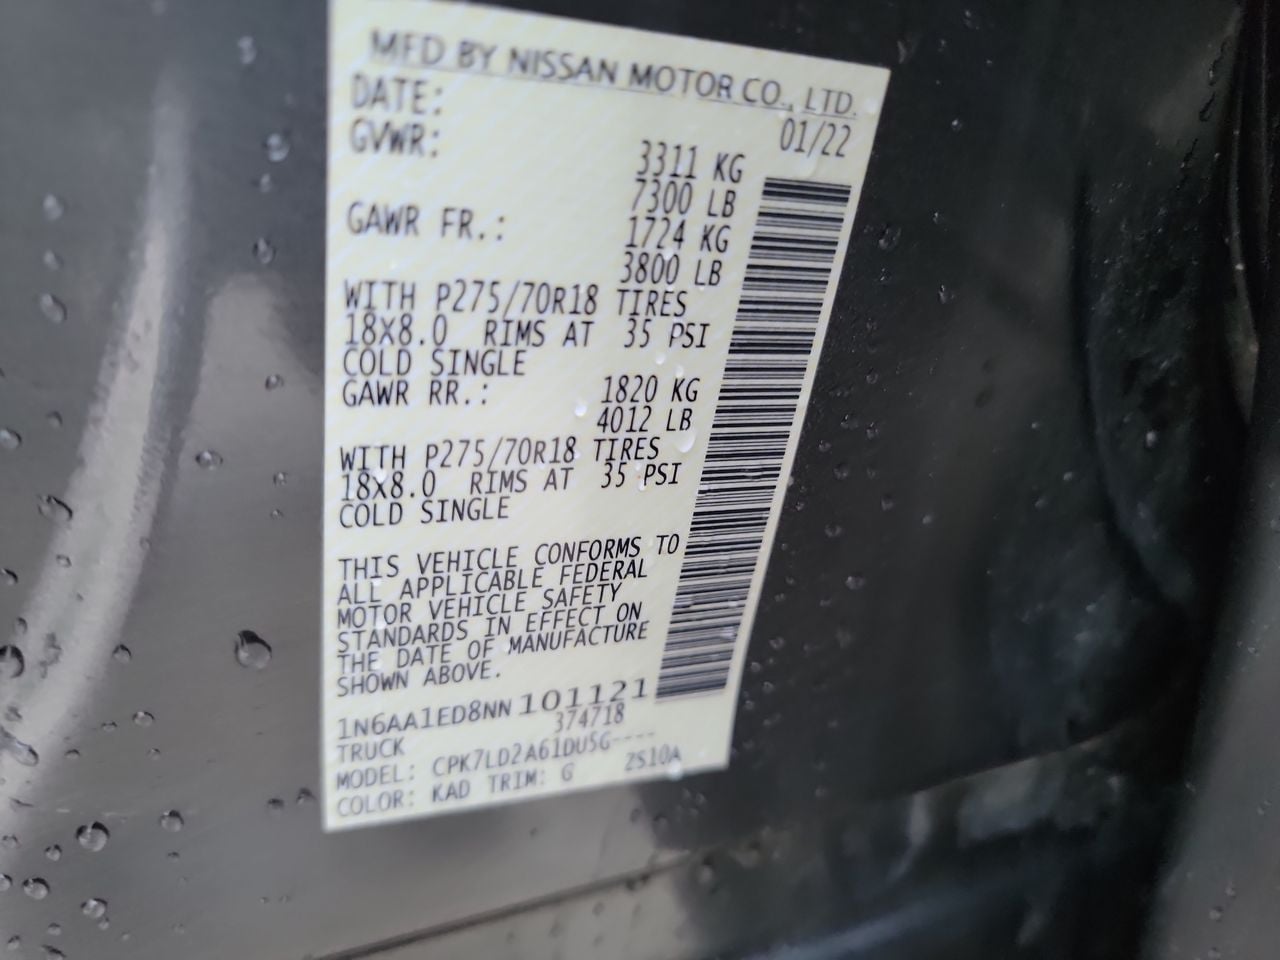 MFD BY NISSAN MOTOR CO., LTD.
DATE: 01/22
GVWR: 3311 KG
7300 LB
GAWR FR.: 1724 KG
3800 LB
WITH P275/70R18 TIRES
18X8.0 RIMS AT 35 PSI
COLD SINGLE
GAWR RR.: 1820 KG
4012 LB
WITH P275/70R18 TIRES
18X8.0 RIMS AT 35 PSI
COLD SINGLE
THIS VEHICLE CONFORMS TO
ALL APPLICABLE FEDERAL
MOTOR VEHICLE SAFETY
STANDARDS IN EFFECT ON
THE DATE OF MANUFACTURE
SHOWN ABOVE.
1N6AA1ED8NN101121
TRUCK 374718
MODEL: CPK7LD2A61DU5G----
COLOR: KAD TRIM: G ZS10A